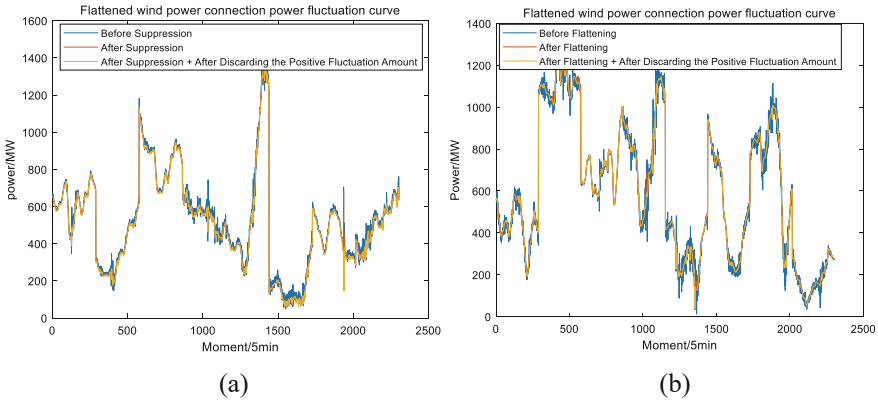 Flattened wind power connection power fluctuation curve
1600
1400
1200
1000
800
600
400
200
0
power/MW
Before Suppression
After Suppression
After Suppression + After Discarding the Positive Fluctuation Amount
0 500 1000 1500 2000 2500
Moment/5min
(a)
Flattened wind power connection power fluctuation curve
1400
1200
1000
800
600
400
200
0
Power/MW
Before Flattening
After Flattening
After Flattening + After Discarding the Positive Fluctuation Amount
0 500 1000 1500 2000 2500
Moment/5min
(b)